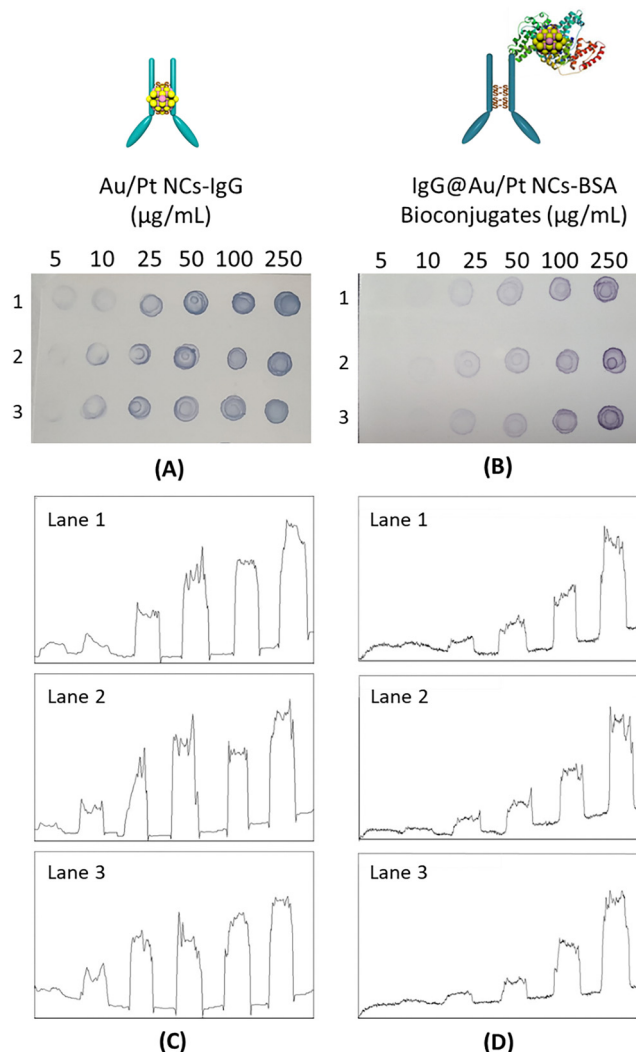 Au/Pt NCs-IgG
(µg/mL)
IgG@Au/Pt NCs-BSA
Bioconjugates (µg/mL)
5 10 25 50 100 250
5 10 25 50 100 250
1
2
3
1
2
3
(A)
(B)
Lane 1
Lane 1
Lane 2
Lane 2
Lane 3
Lane 3
(C)
(D)